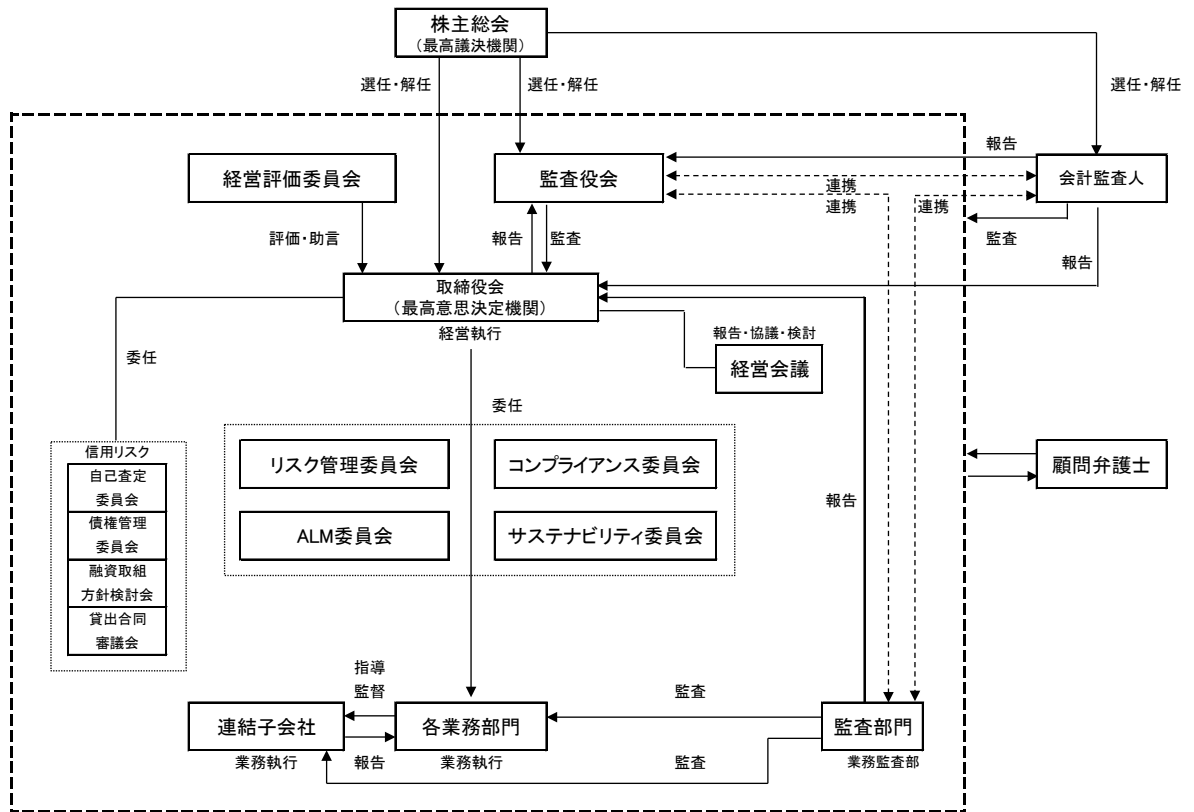 株主総会
（最高議決機関）
選任・解任
選任・解任
選任・解任
経営評価委員会
監査役会
会計監査人
報告
連携
連携
連携
監査
報告
評価・助言
報告
監査
取締役会
（最高意思決定機関）
経営執行
報告・協議・検討
経営会議
委任
委任
信用リスク
自己査定
委員会
債権管理
委員会
融資取組
方針検討会
貸出合同
審議会
リスク管理委員会
コンプライアンス委員会
ALM委員会
サステナビリティ委員会
顧問弁護士
報告
指導
監督
監査
連結子会社
各業務部門
監査部門
業務執行
報告
業務執行
監査
業務監査部